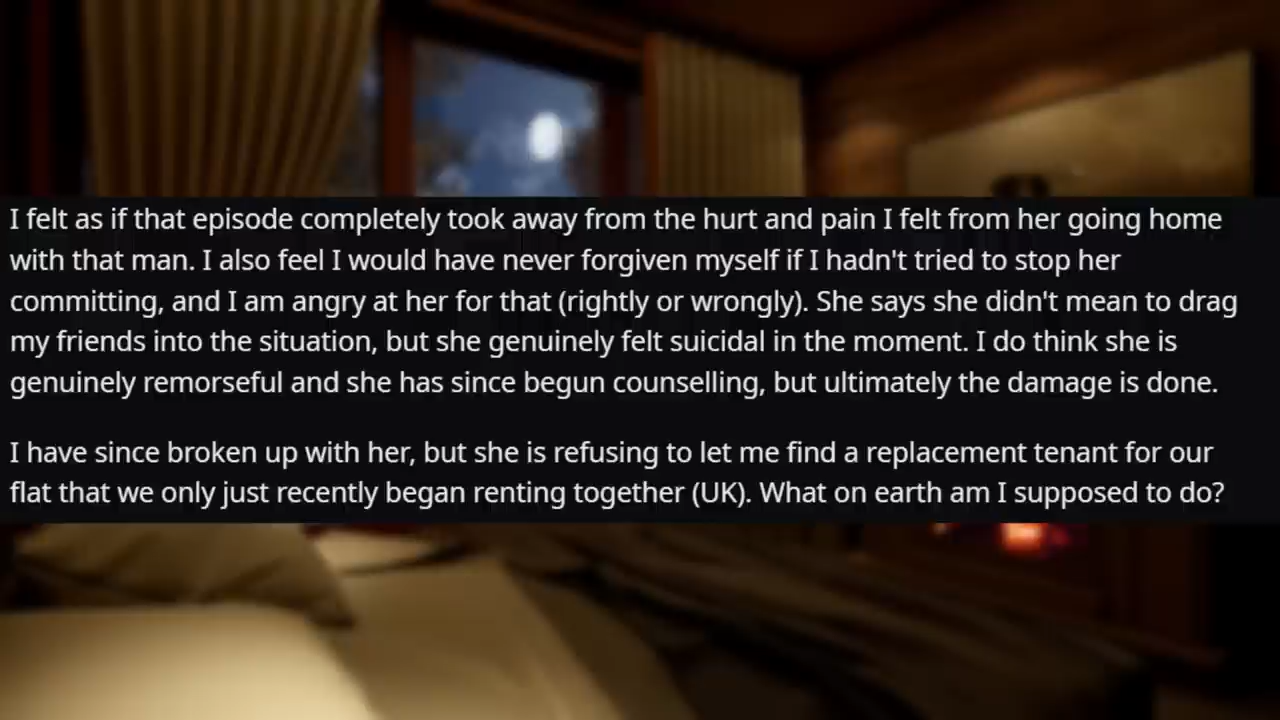 I felt as if that episode completely took away from the hurt and pain I felt from her going home
with that man. I also feel I would have never forgiven myself if I hadn't tried to stop her
committing, and I am angry at her for that (rightly or wrongly). She says she didn't mean to drag
my friends into the situation, but she genuinely felt suicidal in the moment. I do think she is
genuinely remorseful and she has since begun counselling, but ultimately the damage is done.
I have since broken up with her, but she is refusing to let me find a replacement tenant for our
flat that we only just recently began renting together (UK). What on earth am I supposed to do?